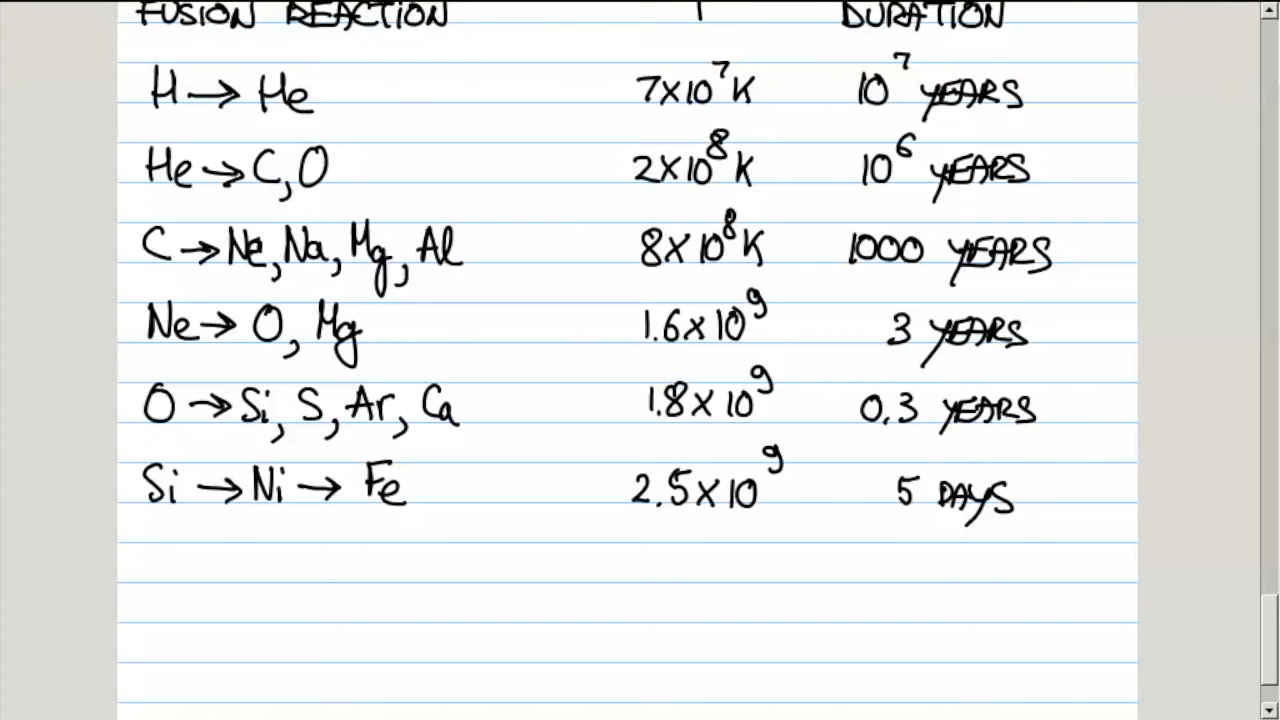 FUSION REACTION T DURATION
H → He 7×10⁷ K 10⁷ YEARS
He → C, O 2×10⁸ K 10⁶ YEARS
C → Ne, Na, Mg, Al 8×10⁸ K 1000 YEARS
Ne → O, Mg 1.6×10⁹ 3 YEARS
O → Si, S, Ar, Ca 1.8×10⁹ 0.3 YEARS
Si → Ni → Fe 2.5×10⁹ 5 DAYS